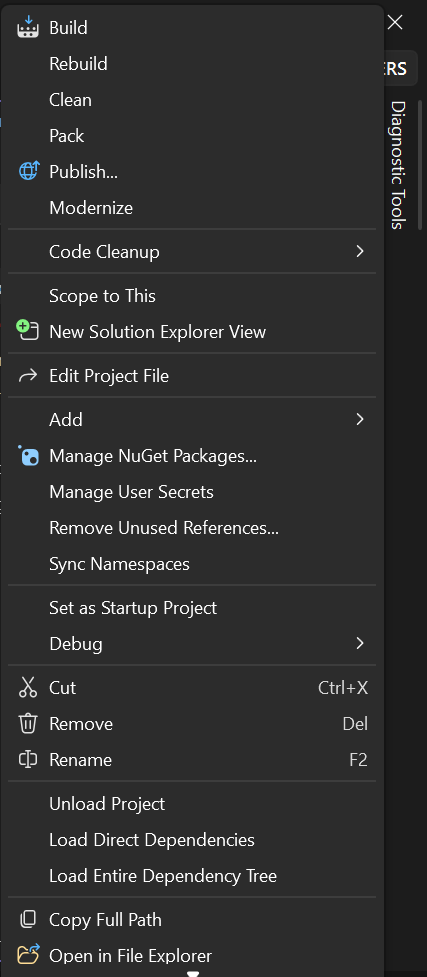 Build
Rebuild
Clean
Pack
Publish...
Modernize
Code Cleanup
Scope to This
New Solution Explorer View
Edit Project File
Add
Manage NuGet Packages...
Manage User Secrets
Remove Unused References...
Sync Namespaces
Set as Startup Project
Debug
Cut Ctrl+X
Remove Del
Rename F2
Unload Project
Load Direct Dependencies
Load Entire Dependency Tree
Copy Full Path
Open in File Explorer
ERS
Diagnostic Tools